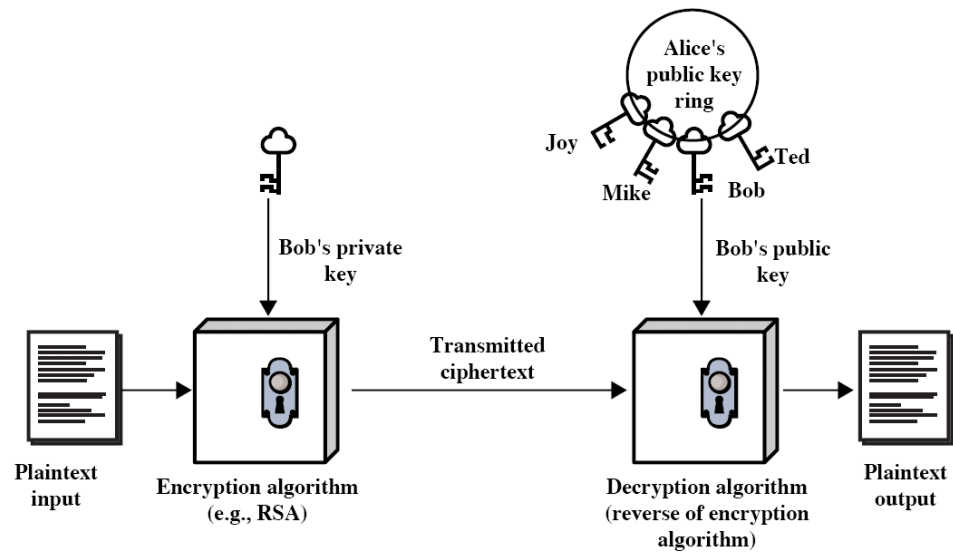 Alice's
public key
ring
Joy
Mike
Bob
Ted
Bob's private
key
Bob's public
key
Transmitted
ciphertext
Plaintext
input
Encryption algorithm
(e.g., RSA)
Decryption algorithm
(reverse of encryption
algorithm)
Plaintext
output